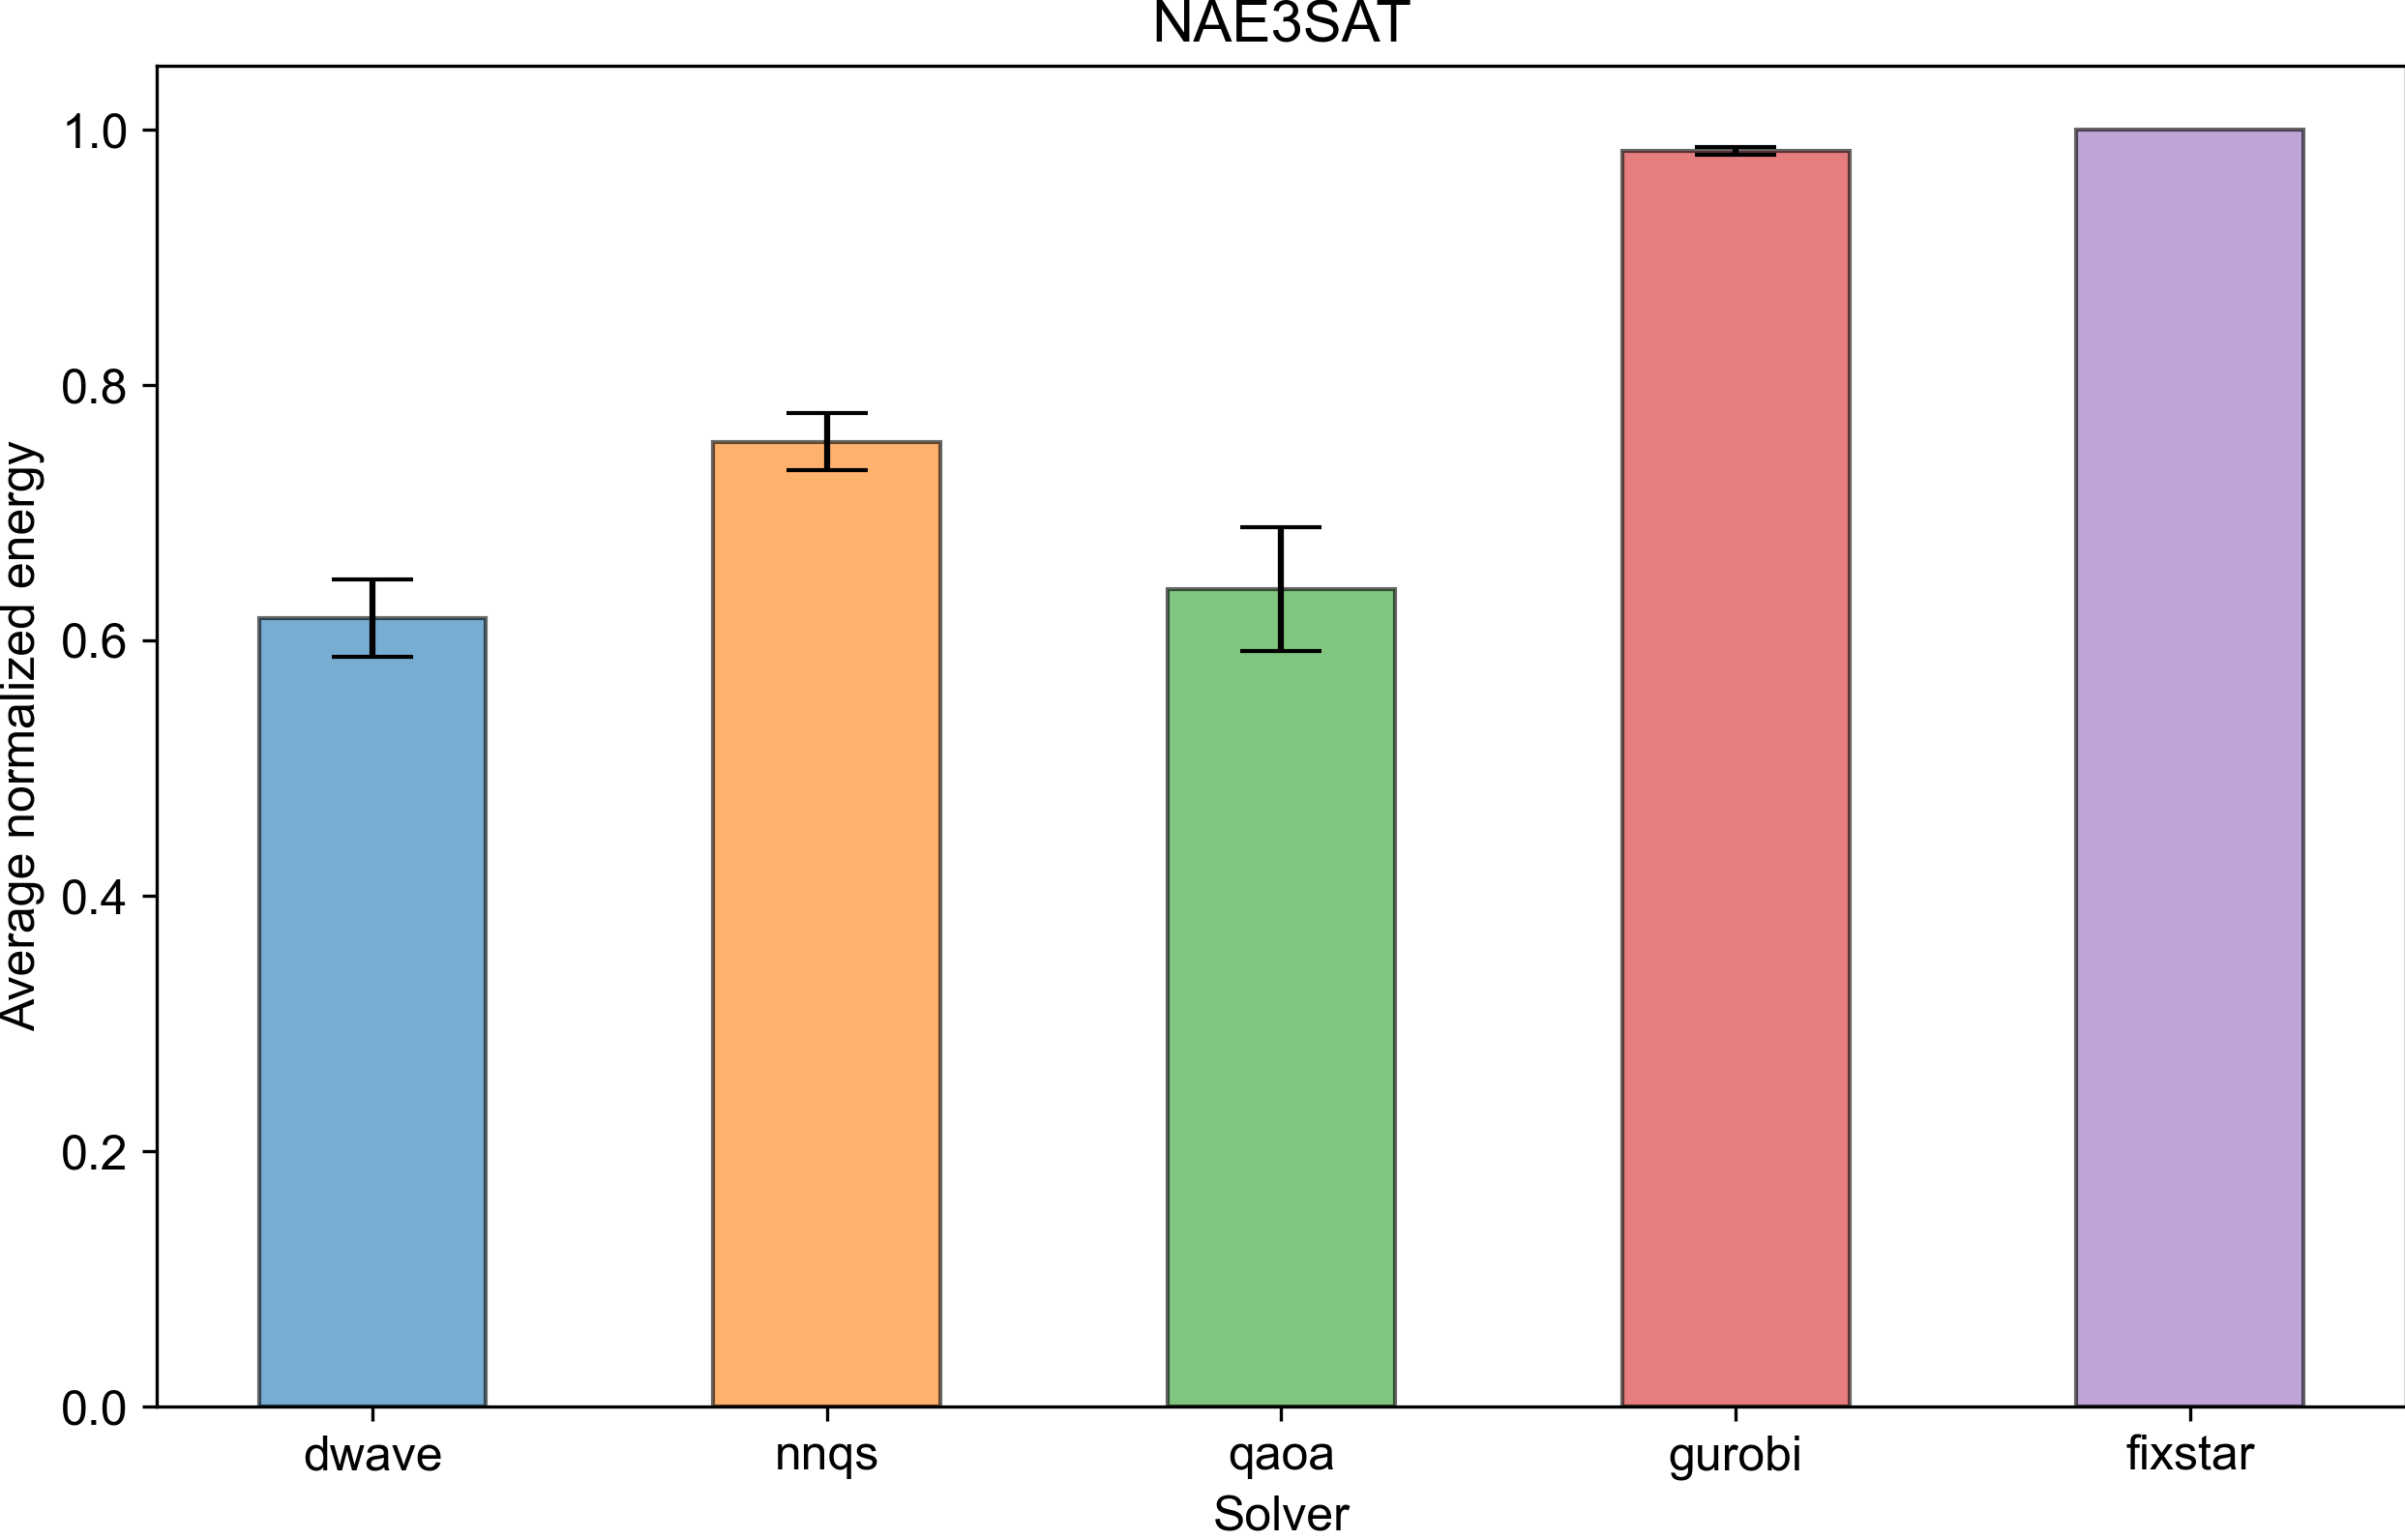 NAE3SAT
Average normalized energy
1.0
0.8
0.6
0.4
0.2
0.0
dwave
nnqs
qaoa
gurobi
fixstar
Solver